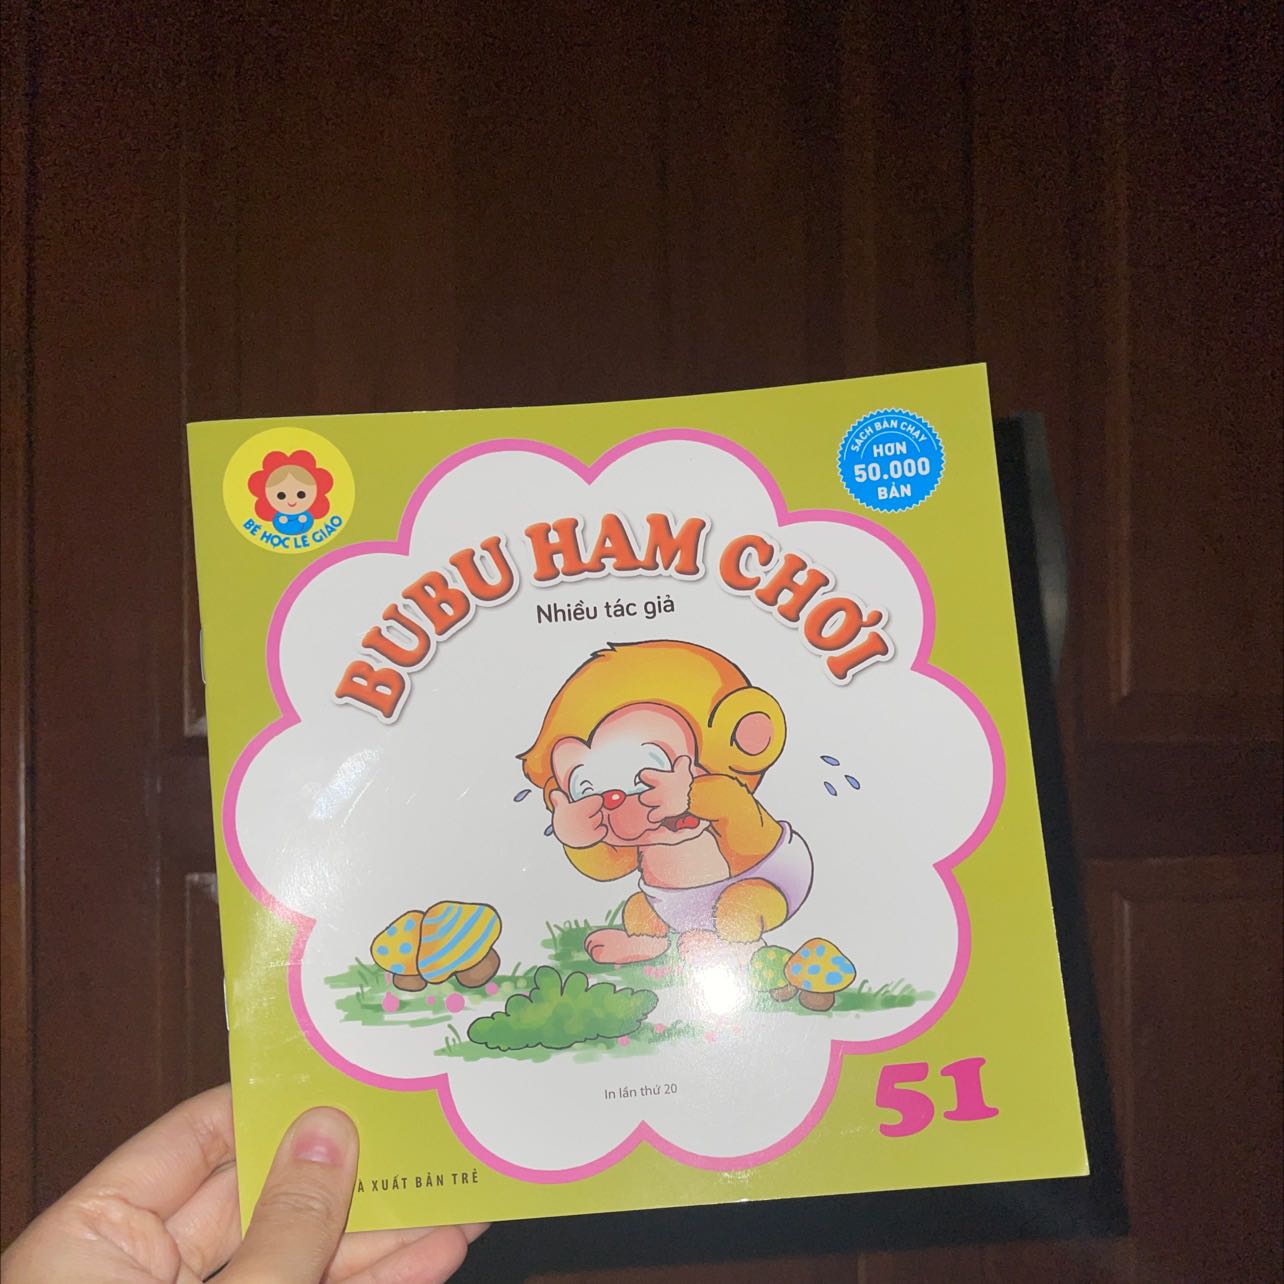 BÉ HỌC LỄ GIÁO
SÁCH BÁN CHẠY
HƠN
50.000
BẢN
BUBU HAM CHƠI
Nhiều tác giả
In lần thứ 20
51
À XUẤT BẢN TRẺ